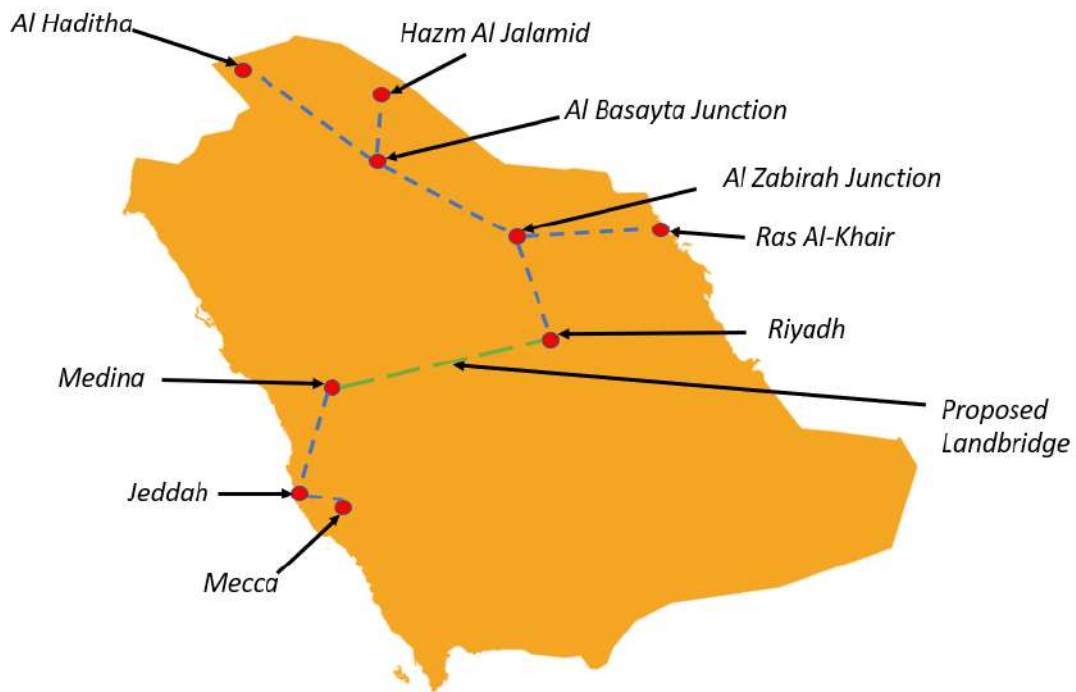 Al Haditha
Hazm Al Jalamid
Al Basayta Junction
Al Zabirah Junction
Ras Al-Khair
Riyadh
Medina
Proposed
Landbridge
Jeddah
Mecca